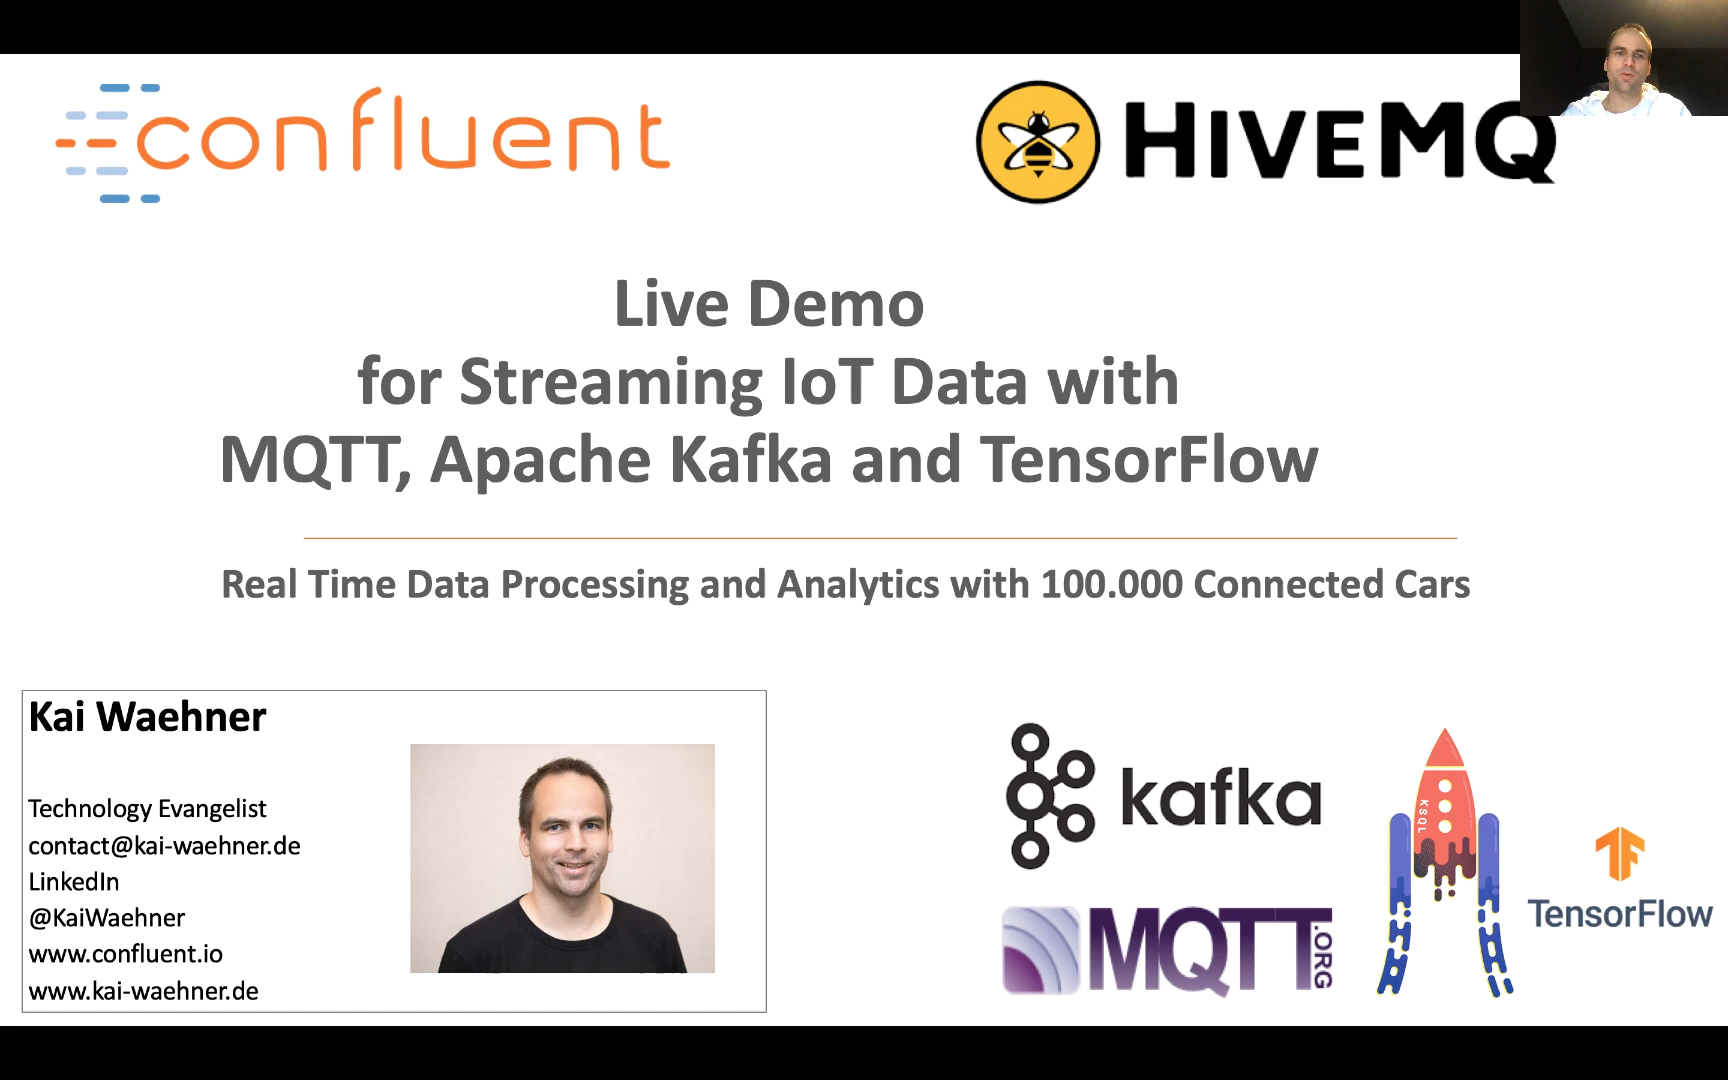 confluent
HIVEMQ
Live Demo
for Streaming IoT Data with
MQTT, Apache Kafka and TensorFlow
Real Time Data Processing and Analytics with 100.000 Connected Cars
Kai Waehner
Technology Evangelist
contact@kai-waehner.de
LinkedIn
@KaiWaehner
www.confluent.io
www.kai-waehner.de
kafka
MQTT.ORG
KSQL
TensorFlow